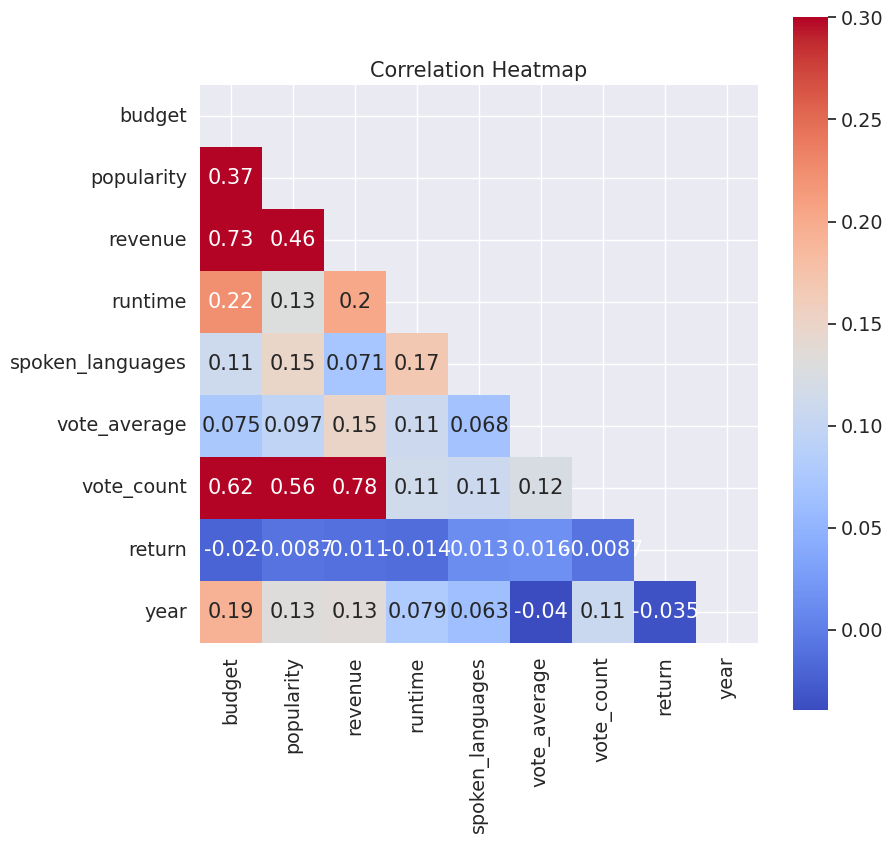 Correlation Heatmap
0.30
0.25
0.20
0.15
0.10
0.05
0.00
budget
popularity 0.37
revenue 0.73 0.46
runtime 0.22 0.13 0.2
spoken_languages 0.11 0.15 0.071 0.17
vote_average 0.075 0.097 0.15 0.11 0.068
vote_count 0.62 0.56 0.78 0.11 0.11 0.12
return -0.02 -0.0087 -0.011 -0.014 0.013 0.016 -0.0087
year 0.19 0.13 0.13 0.079 0.063 -0.04 0.11 -0.035
budget
popularity
revenue
runtime
spoken_languages
vote_average
vote_count
return
year